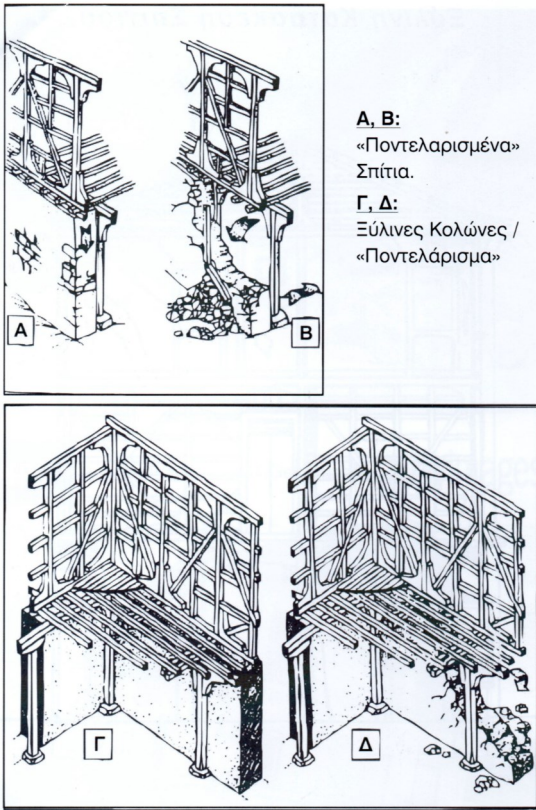 Α, Β:
«Ποντελαρισμένα»
Σπίτια.
Γ, Δ:
Ξύλινες Κολώνες /
«Ποντελάρισμα»
Α
Β
Γ
Δ